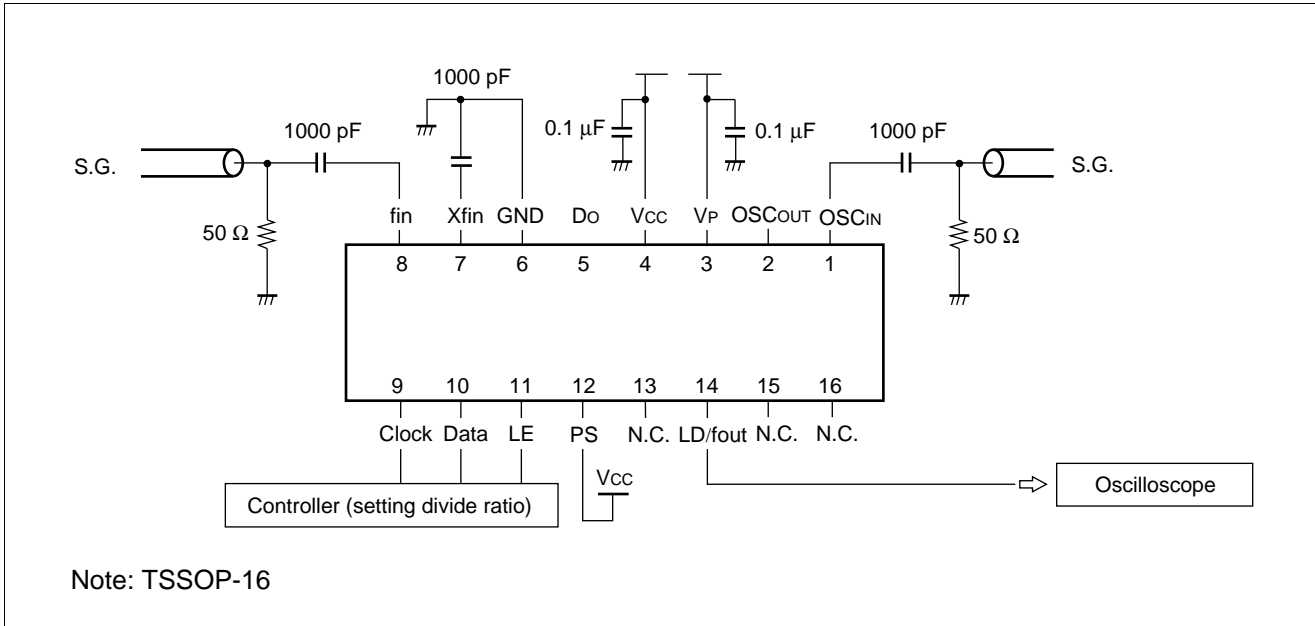 1000 pF
1000 pF
0.1 µF
0.1 µF
1000 pF
S.G.
S.G.
50 Ω
50 Ω
fin Xfin GND DO VCC VP OSCOUT OSCIN
8 7 6 5 4 3 2 1
9 10 11 12 13 14 15 16
Clock Data LE PS N.C. LD/fout N.C. N.C.
VCC
Controller (setting divide ratio)
Oscilloscope
Note: TSSOP-16